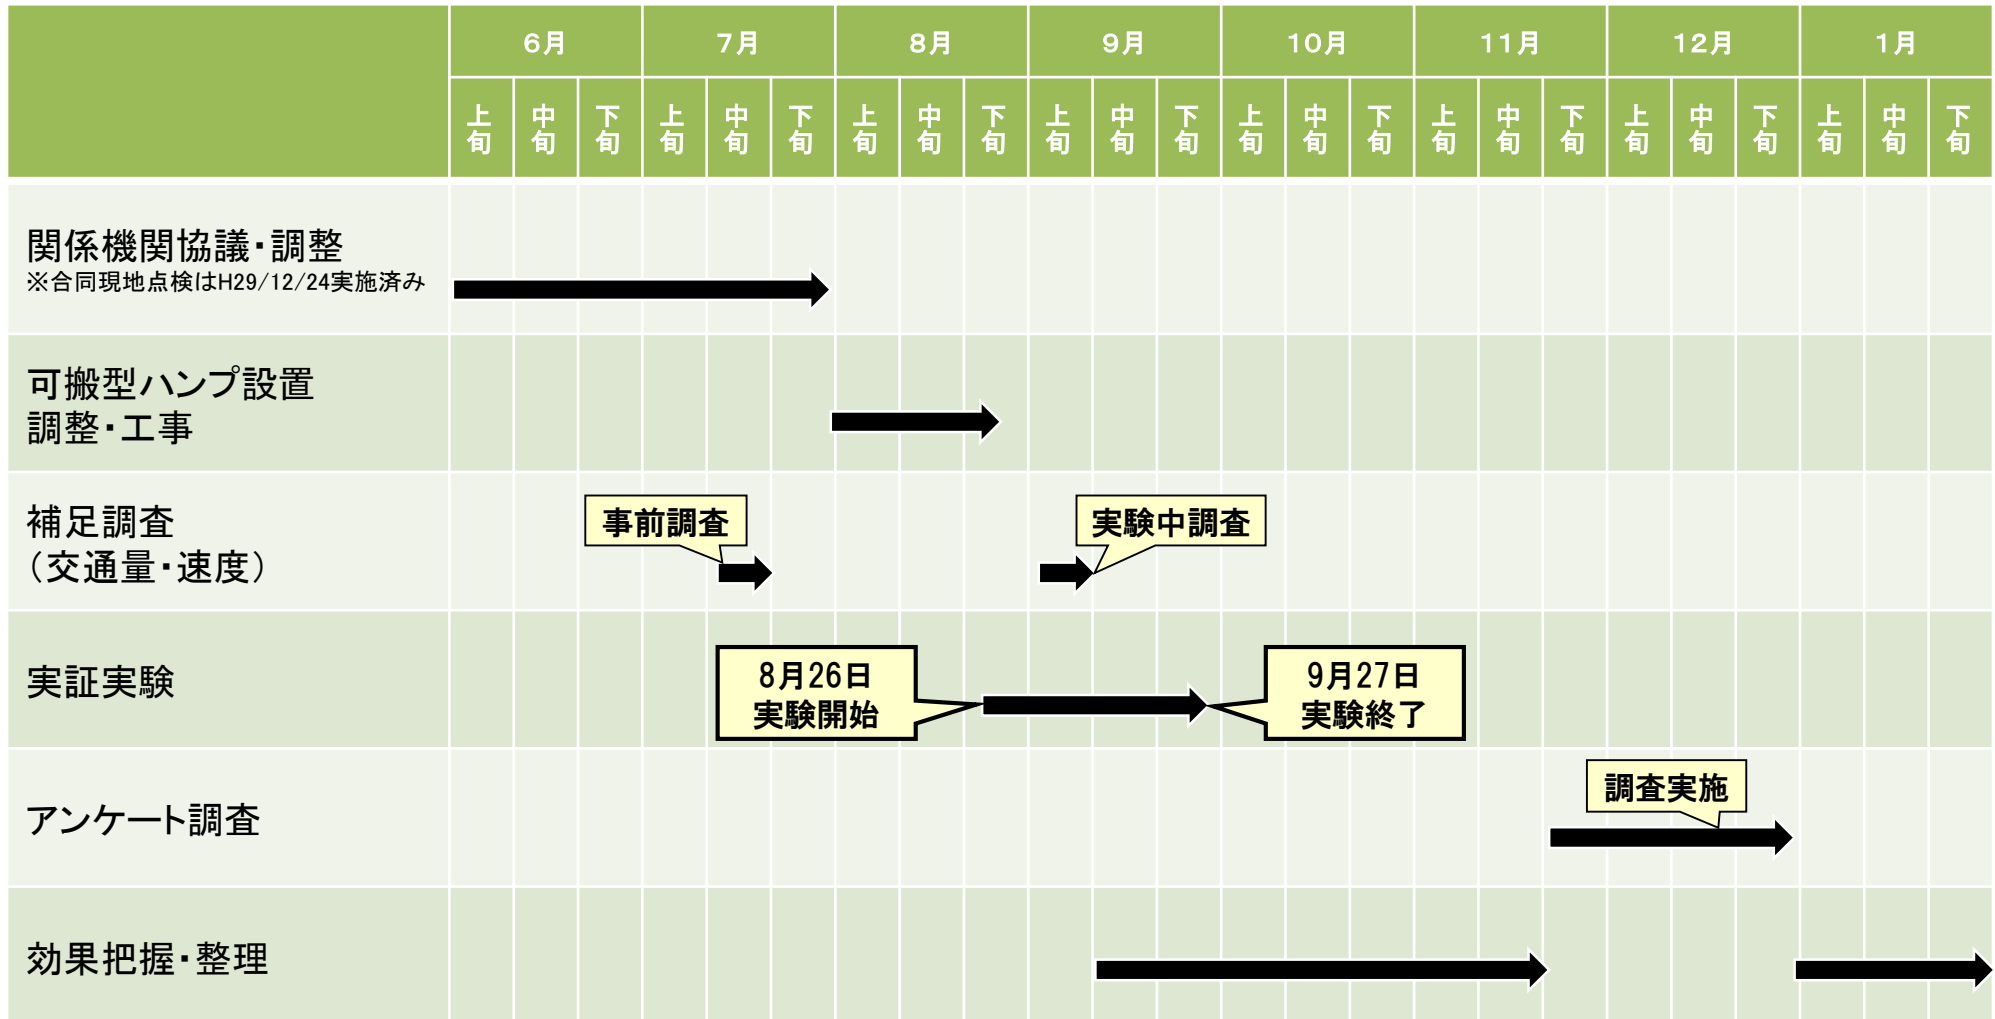 6月 7月 8月 9月 10月 11月 12月 1月
上旬 中旬 下旬 上旬 中旬 下旬 上旬 中旬 下旬 上旬 中旬 下旬 上旬 中旬 下旬 上旬 中旬 下旬 上旬 中旬 下旬 上旬 中旬 下旬
関係機関協議・調整
※合同現地点検はH29/12/24実施済み
可搬型ハンプ設置
調整・工事
補足調査
（交通量・速度）
事前調査
実験中調査
実証実験
8月26日
実験開始
9月27日
実験終了
アンケート調査
調査実施
効果把握・整理